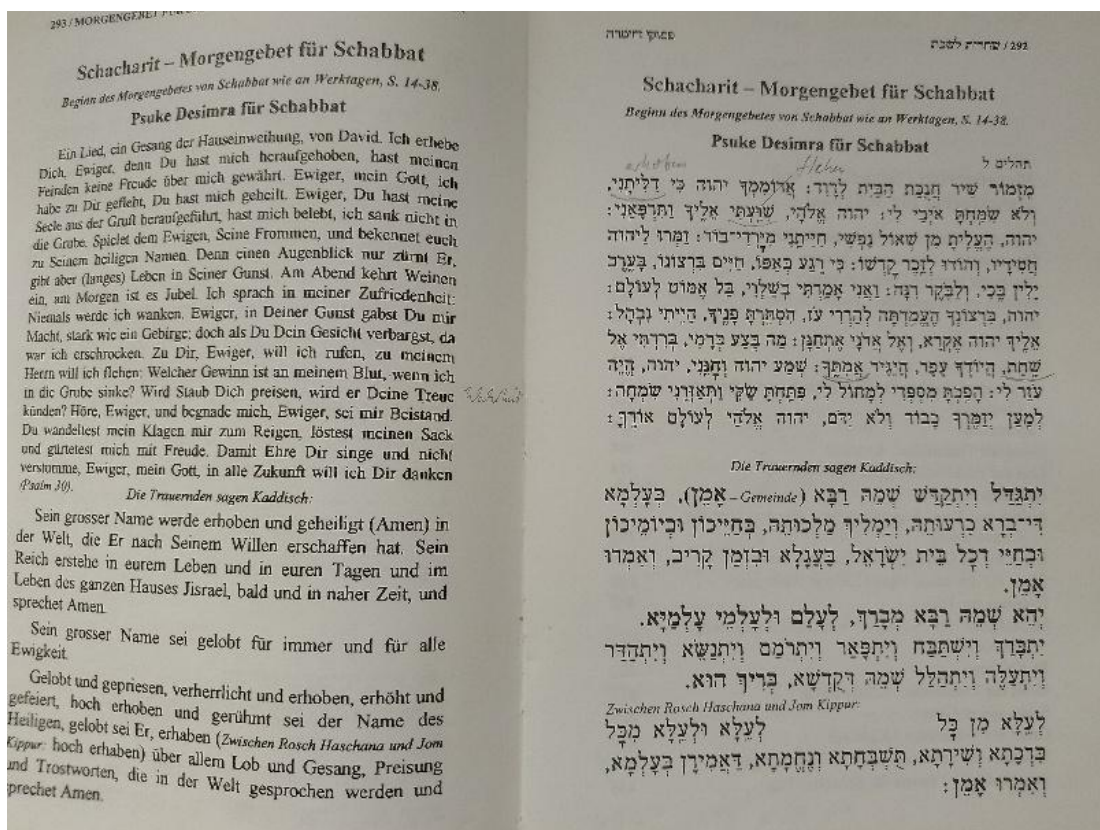 פסוקי דזימרה
שחרית לשבת / 292
Schacharit – Morgengebet für Schabbat
Beginn des Morgengebetes von Schabbat wie an Werktagen, S. 14-38.
Psuke Desimra für Schabbat
erhoben flehen
תהלים ל
מִזְמוֹר שִׁיר חֲנֻכַּת הַבַּיִת לְדָוִד: אֲרוֹמִמְךָ יהוה כִּי דִלִּיתָנִי,
וְלֹא שִׂמַּחְתָּ אֹיְבַי לִי: יהוה אֱלֹהָי, שִׁוַּעְתִּי אֵלֶיךָ וַתִּרְפָּאֵנִי:
יהוה, הֶעֱלִיתָ מִן שְׁאוֹל נַפְשִׁי, חִיִּיתַנִי מִיָּרְדִי־בוֹר: זַמְּרוּ לַיהוה
חֲסִידָיו, וְהוֹדוּ לְזֵכֶר קָדְשׁוֹ: כִּי רֶגַע בְּאַפּוֹ, חַיִּים בִּרְצוֹנוֹ, בָּעֶרֶב
יָלִין בֶּכִי, וְלַבֹּקֶר רִנָּה: וַאֲנִי אָמַרְתִּי בְשַׁלְוִי, בַּל אֶמּוֹט לְעוֹלָם:
יהוה, בִּרְצוֹנְךָ הֶעֱמַדְתָּה לְהַרְרִי עֹז, הִסְתַּרְתָּ פָנֶיךָ, הָיִיתִי נִבְהָל:
אֵלֶיךָ יהוה אֶקְרָא, וְאֶל אֲדֹנָי אֶתְחַנָּן: מַה בֶּצַע בְּדָמִי, בְּרִדְתִּי אֶל
שָׁחַת, הֲיוֹדְךָ עָפָר, הֲיַגִּיד אֲמִתֶּךָ: שְׁמַע יהוה וְחָנֵּנִי, יהוה, הֱיֵה
עֹזֵר לִי: הָפַכְתָּ מִסְפְּדִי לְמָחוֹל לִי, פִּתַּחְתָּ שַׂקִּי וַתְּאַזְּרֵנִי שִׂמְחָה:
לְמַעַן יְזַמֶּרְךָ כָבוֹד וְלֹא יִדֹּם, יהוה אֱלֹהַי לְעוֹלָם אוֹדֶךָּ:
Die Trauernden sagen Kaddisch:
יִתְגַּדַּל וְיִתְקַדַּשׁ שְׁמֵהּ רַבָּא (אָמֵן – Gemeinde), בְּעָלְמָא
דִּי־בְרָא כִרְעוּתֵהּ, וְיַמְלִיךְ מַלְכוּתֵהּ, בְּחַיֵּיכוֹן וּבְיוֹמֵיכוֹן
וּבְחַיֵּי דְכָל בֵּית יִשְׂרָאֵל, בַּעֲגָלָא וּבִזְמַן קָרִיב, וְאִמְרוּ
אָמֵן.
יְהֵא שְׁמֵהּ רַבָּא מְבָרַךְ, לְעָלַם וּלְעָלְמֵי עָלְמַיָּא.
יִתְבָּרַךְ וְיִשְׁתַּבַּח וְיִתְפָּאַר וְיִתְרֹמַם וְיִתְנַשֵּׂא וְיִתְהַדַּר
וְיִתְעַלֶּה וְיִתְהַלַּל שְׁמֵהּ דְּקֻדְשָׁא, בְּרִיךְ הוּא.
Zwischen Rosch Haschana und Jom Kippur:
לְעֵלָּא מִן כָּל לְעֵלָּא וּלְעֵלָּא מִכָּל
בִּרְכָתָא וְשִׁירָתָא, תֻּשְׁבְּחָתָא וְנֶחֱמָתָא, דַּאֲמִירָן בְּעָלְמָא,
וְאִמְרוּ אָמֵן:
293 / MORGENGEBET FÜR
Schacharit – Morgengebet für Schabbat
Beginn des Morgengebetes von Schabbat wie an Werktagen, S. 14-38.
Psuke Desimra für Schabbat
Ein Lied, ein Gesang der Hauseinweihung, von David. Ich erhebe
Dich, Ewiger, denn Du hast mich heraufgehoben, hast meinen
Feinden keine Freude über mich gewährt. Ewiger, mein Gott, ich
habe zu Dir gefleht, Du hast mich geheilt. Ewiger, Du hast meine
Seele aus der Gruft heraufgeführt, hast mich belebt, ich sank nicht in
die Grube. Spielet dem Ewigen, Seine Frommen, und bekennet euch
zu Seinem heiligen Namen. Denn einen Augenblick nur zürnt Er,
gibt aber (langes) Leben in Seiner Gunst. Am Abend kehrt Weinen
ein, am Morgen ist es Jubel. Ich sprach in meiner Zufriedenheit:
Niemals werde ich wanken. Ewiger, in Deiner Gunst gabst Du mir
Macht, stark wie ein Gebirge; doch als Du Dein Gesicht verbargst, da
war ich erschrocken. Zu Dir, Ewiger, will ich rufen, zu meinem
Herrn will ich flehen: Welcher Gewinn ist an meinem Blut, wenn ich
in die Grube sinke? Wird Staub Dich preisen, wird er Deine Treue
künden? Höre, Ewiger, und begnade mich, Ewiger, sei mir Beistand.
Du wandeltest mein Klagen mir zum Reigen, löstest meinen Sack
und gürtetest mich mit Freude. Damit Ehre Dir singe und nicht
verstumme, Ewiger, mein Gott, in alle Zukunft will ich Dir danken
(Psalm 30).
Die Trauernden sagen Kaddisch:
Sein grosser Name werde erhoben und geheiligt (Amen) in
der Welt, die Er nach Seinem Willen erschaffen hat. Sein
Reich erstehe in eurem Leben und in euren Tagen und im
Leben des ganzen Hauses Jisrael, bald und in naher Zeit, und
sprechet Amen.
Sein grosser Name sei gelobt für immer und für alle
Ewigkeit.
Gelobt und gepriesen, verherrlicht und erhoben, erhöht und
gefeiert, hoch erhoben und gerühmt sei der Name des
Heiligen, gelobt sei Er, erhaben (Zwischen Rosch Haschana und Jom
Kippur: hoch erhaben) über allem Lob und Gesang, Preisung
und Trostworten, die in der Welt gesprochen werden und
sprechet Amen.